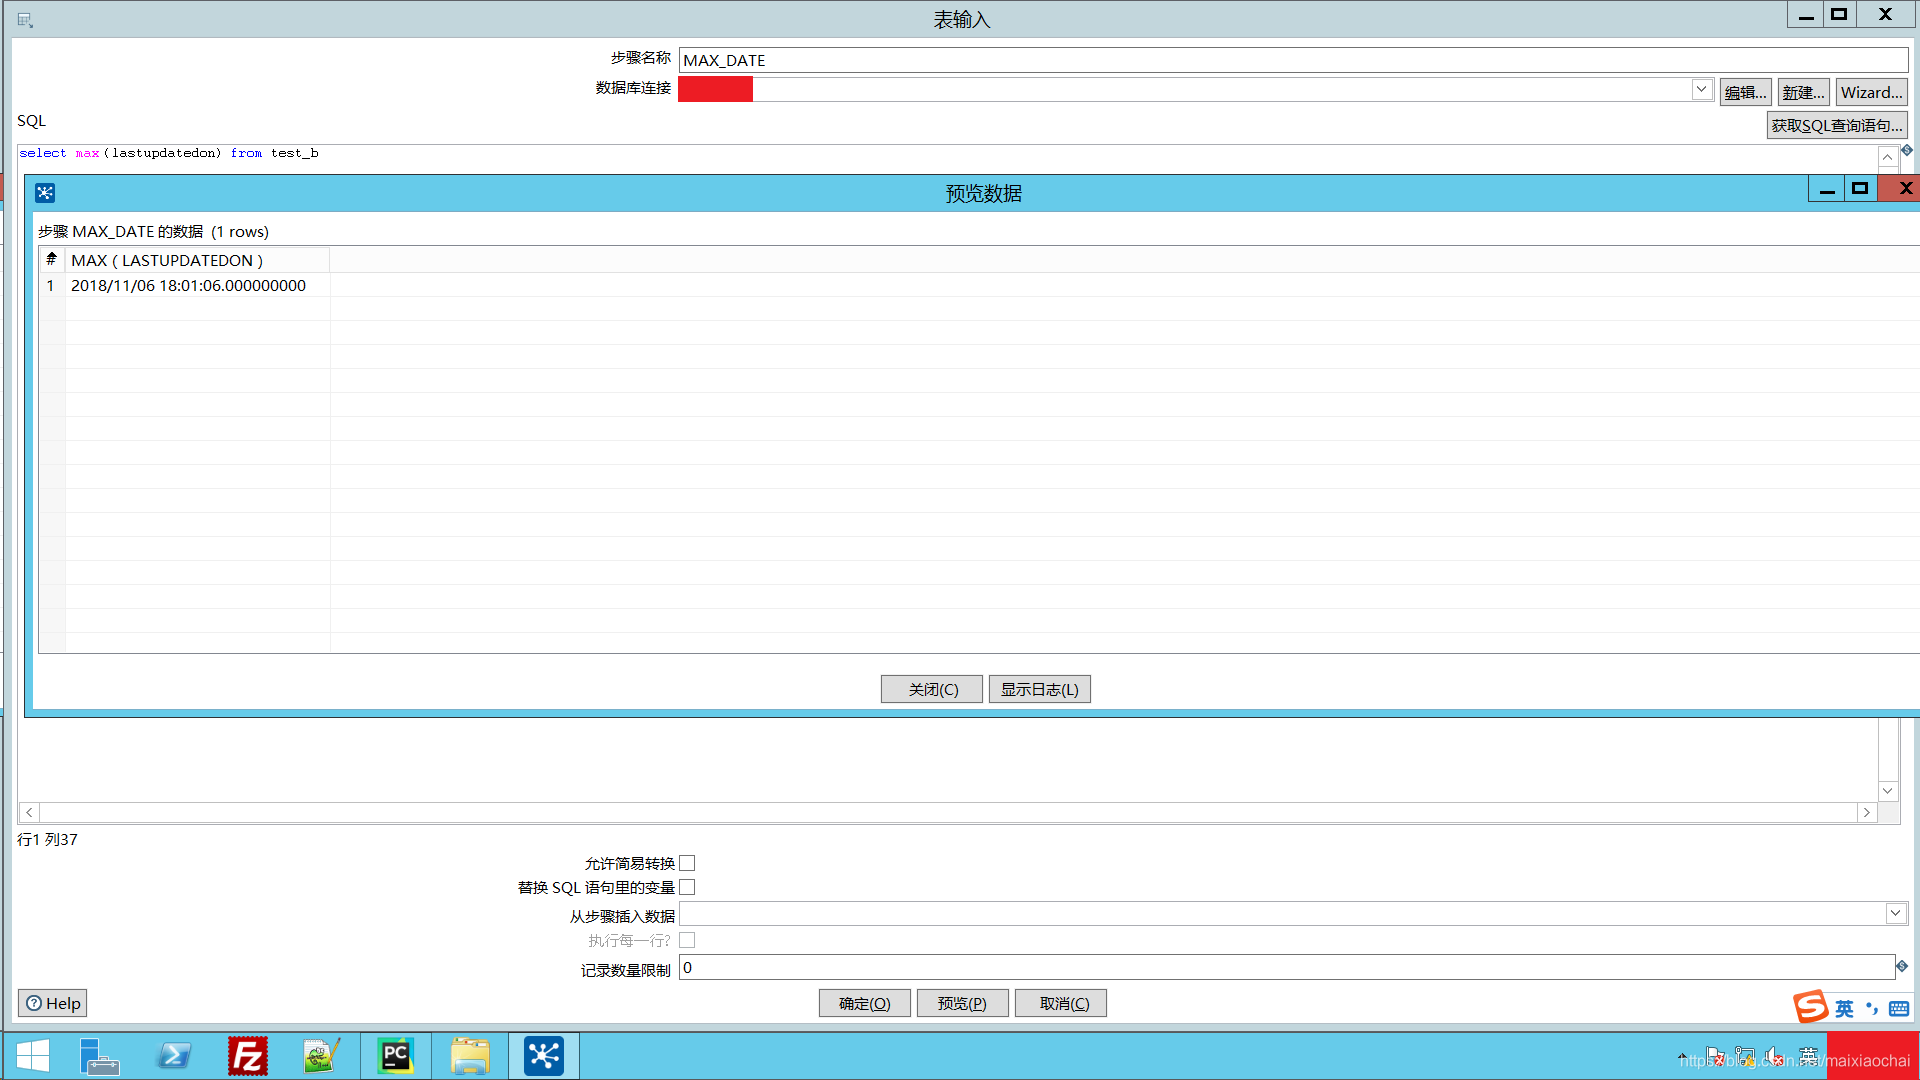 表输入
步骤名称 MAX_DATE
数据库连接 编辑... 新建... Wizard...
SQL
获取SQL查询语句...
select max(lastupdatedon) from test_b
预览数据
步骤 MAX_DATE 的数据 (1 rows)
# MAX ( LASTUPDATEDON )
1 2018/11/06 18:01:06.000000000
关闭(C) 显示日志(L)
行1 列37
允许简易转换
替换 SQL 语句里的变量
从步骤插入数据
执行每一行?
记录数量限制 0
Help 确定(O) 预览(P) 取消(C)
英
PC
英
https://blog.csdn.net/maixiaochai